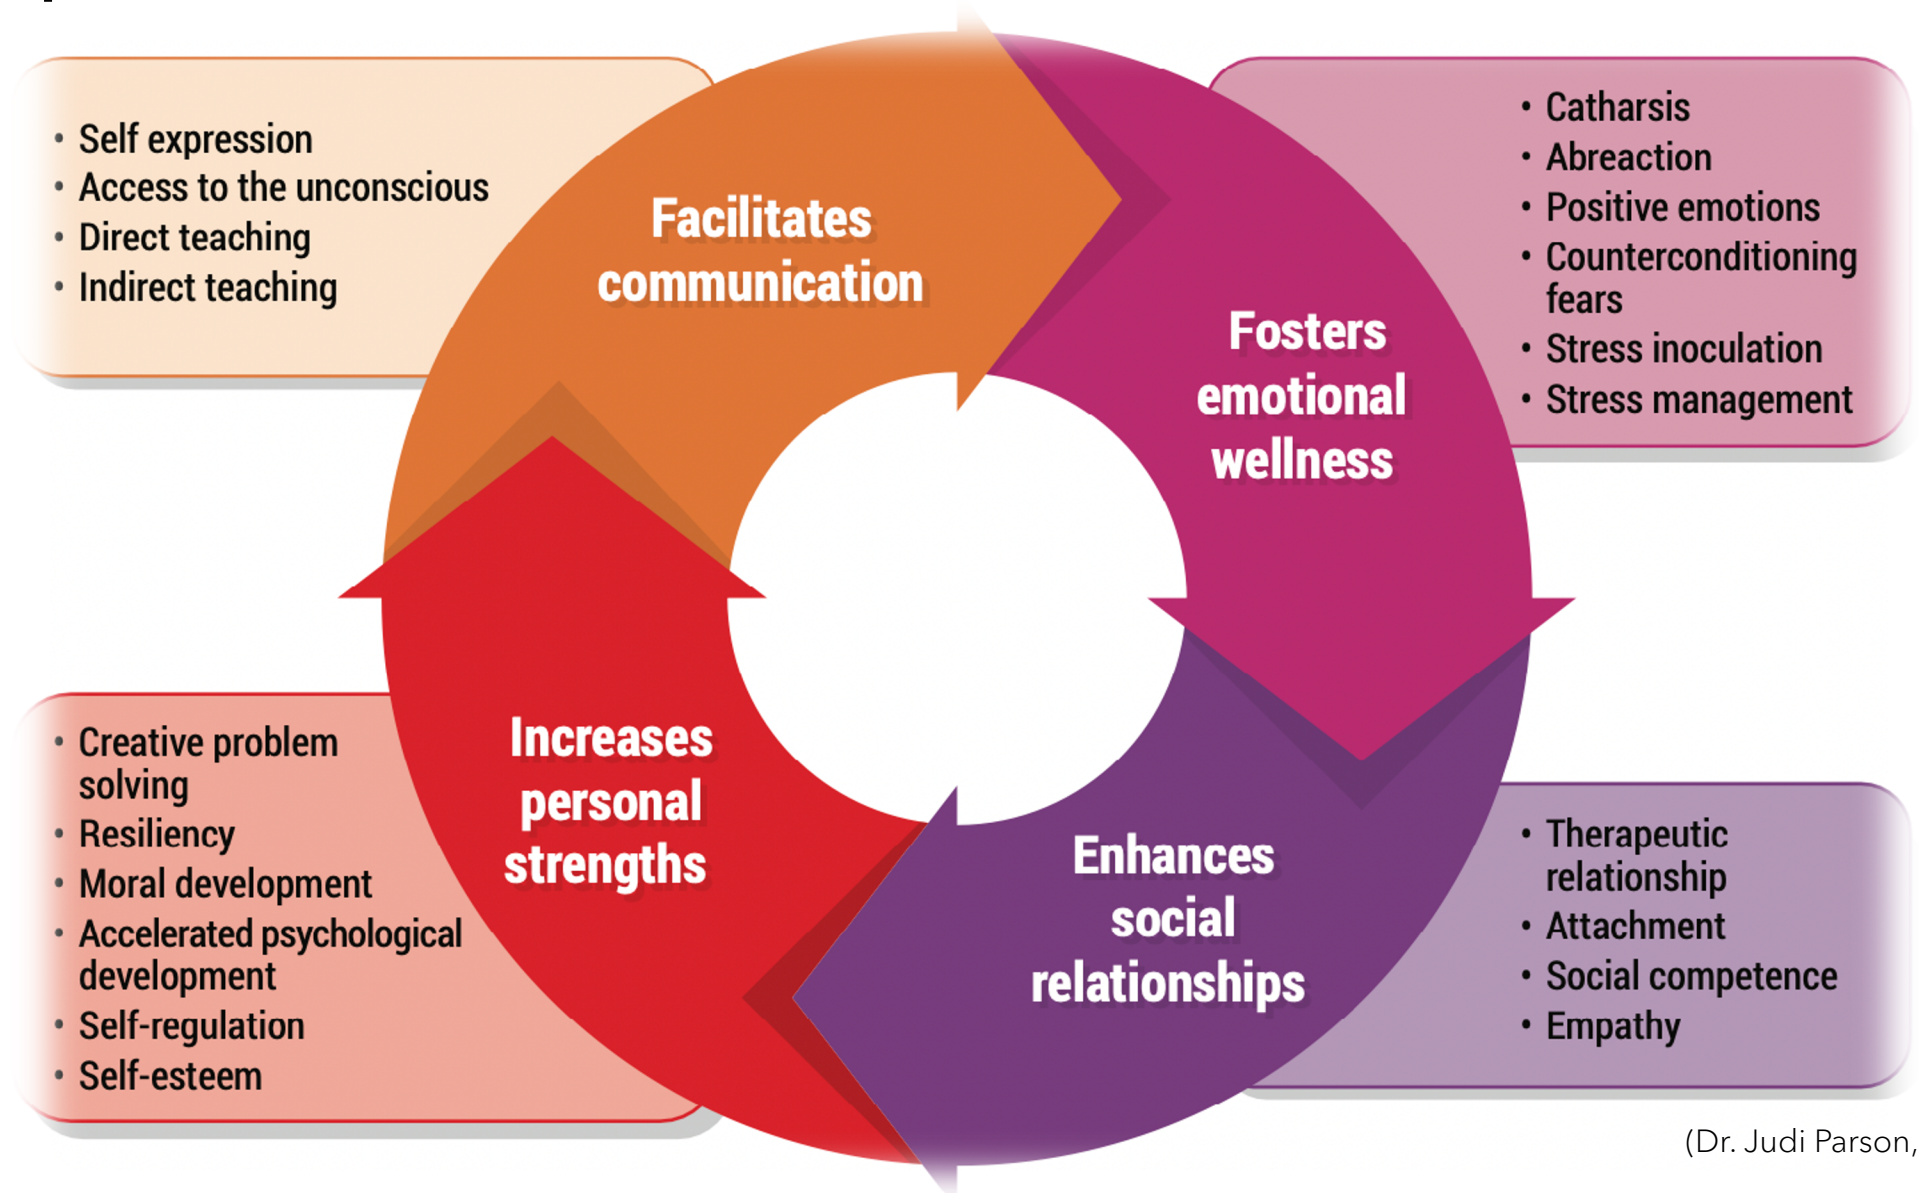 • Self expression
• Access to the unconscious
• Direct teaching
• Indirect teaching
Facilitates
communication
• Catharsis
• Abreaction
• Positive emotions
• Counterconditioning
fears
• Stress inoculation
• Stress management
Fosters
emotional
wellness
• Creative problem
solving
• Resiliency
• Moral development
• Accelerated psychological
development
• Self-regulation
• Self-esteem
Increases
personal
strengths
Enhances
social
relationships
• Therapeutic
relationship
• Attachment
• Social competence
• Empathy
(Dr. Judi Parson,